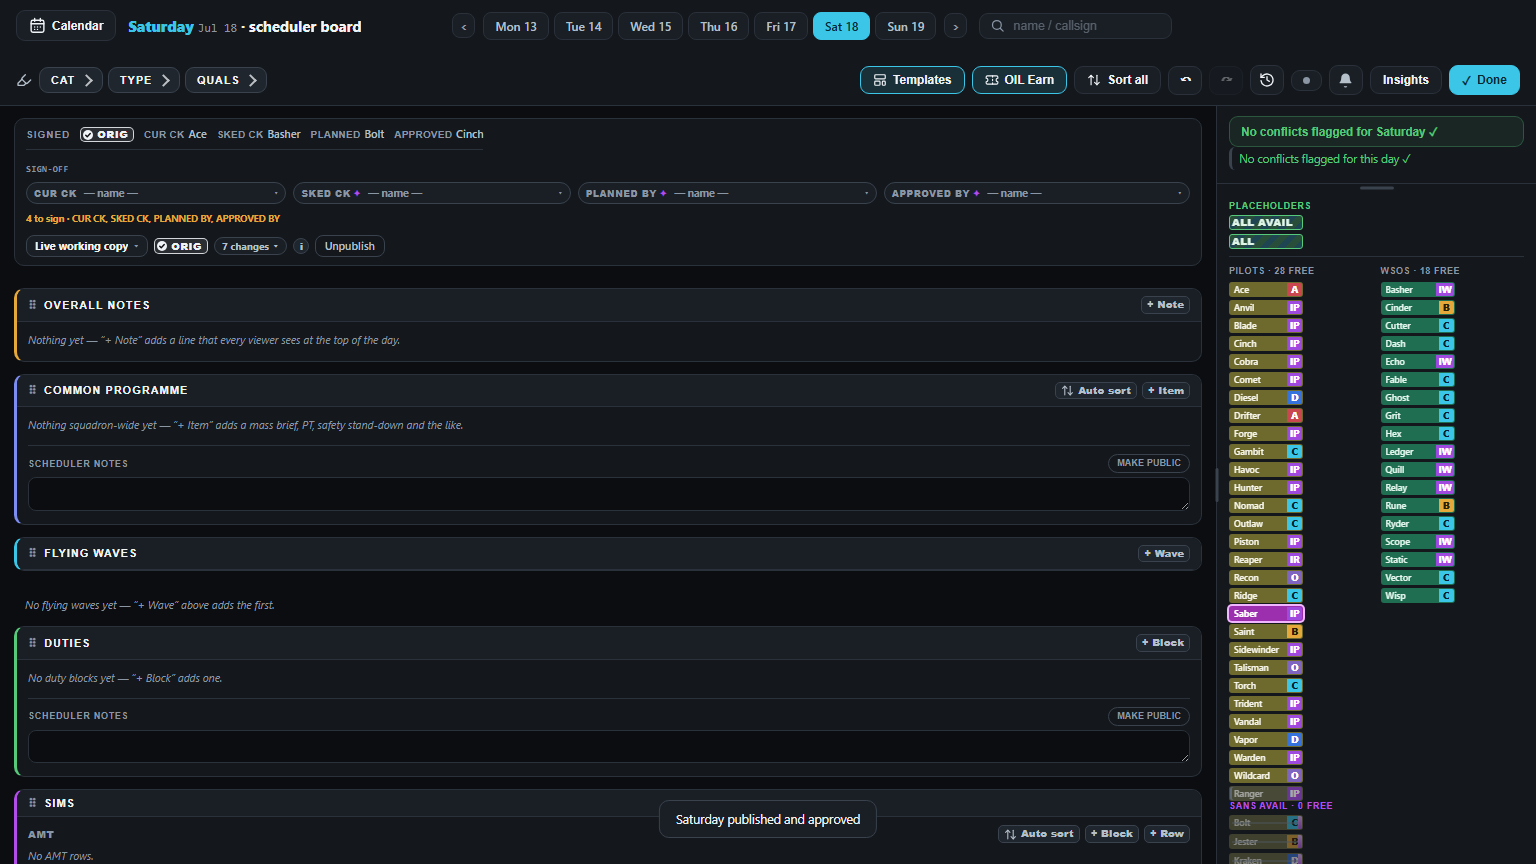 Calendar
Saturday Jul 18 · scheduler board
‹ Mon 13 Tue 14 Wed 15 Thu 16 Fri 17 Sat 18 Sun 19 ›
name / callsign
CAT TYPE QUALS
Templates OIL Earn Sort all Insights ✓ Done
SIGNED ORIG CUR CK Ace SKED CK Basher PLANNED Bolt APPROVED Cinch
SIGN-OFF
CUR CK — name — SKED CK ✦ — name — PLANNED BY ✦ — name — APPROVED BY ✦ — name —
4 to sign · CUR CK, SKED CK, PLANNED BY, APPROVED BY
Live working copy ORIG 7 changes i Unpublish
OVERALL NOTES
+ Note
Nothing yet — "+ Note" adds a line that every viewer sees at the top of the day.
COMMON PROGRAMME
Auto sort + Item
Nothing squadron-wide yet — "+ Item" adds a mass brief, PT, safety stand-down and the like.
SCHEDULER NOTES
MAKE PUBLIC
FLYING WAVES
+ Wave
No flying waves yet — "+ Wave" above adds the first.
DUTIES
+ Block
No duty blocks yet — "+ Block" adds one.
SCHEDULER NOTES
MAKE PUBLIC
SIMS
AMT
Auto sort + Block + Row
No AMT rows.
Saturday published and approved
No conflicts flagged for Saturday ✓
No conflicts flagged for this day ✓
PLACEHOLDERS
ALL AVAIL
ALL
PILOTS · 28 FREE
Ace A
Anvil IP
Blade IP
Cinch IP
Cobra IP
Comet IP
Diesel D
Drifter A
Forge IP
Gambit C
Havoc IP
Hunter IP
Nomad C
Outlaw C
Piston IP
Reaper IR
Recon O
Ridge C
Saber IP
Saint B
Sidewinder IP
Talisman O
Torch C
Trident IP
Vandal IP
Vapor D
Warden IP
Wildcard O
Ranger IP
WSOS · 18 FREE
Basher IW
Cinder B
Cutter C
Dash C
Echo IW
Fable C
Ghost C
Grit C
Hex C
Ledger IW
Quill IW
Relay IW
Rune B
Ryder C
Scope IW
Static IW
Vector C
Wisp C
SANS AVAIL · 0 FREE
Bolt C
Jester B
Kraken D